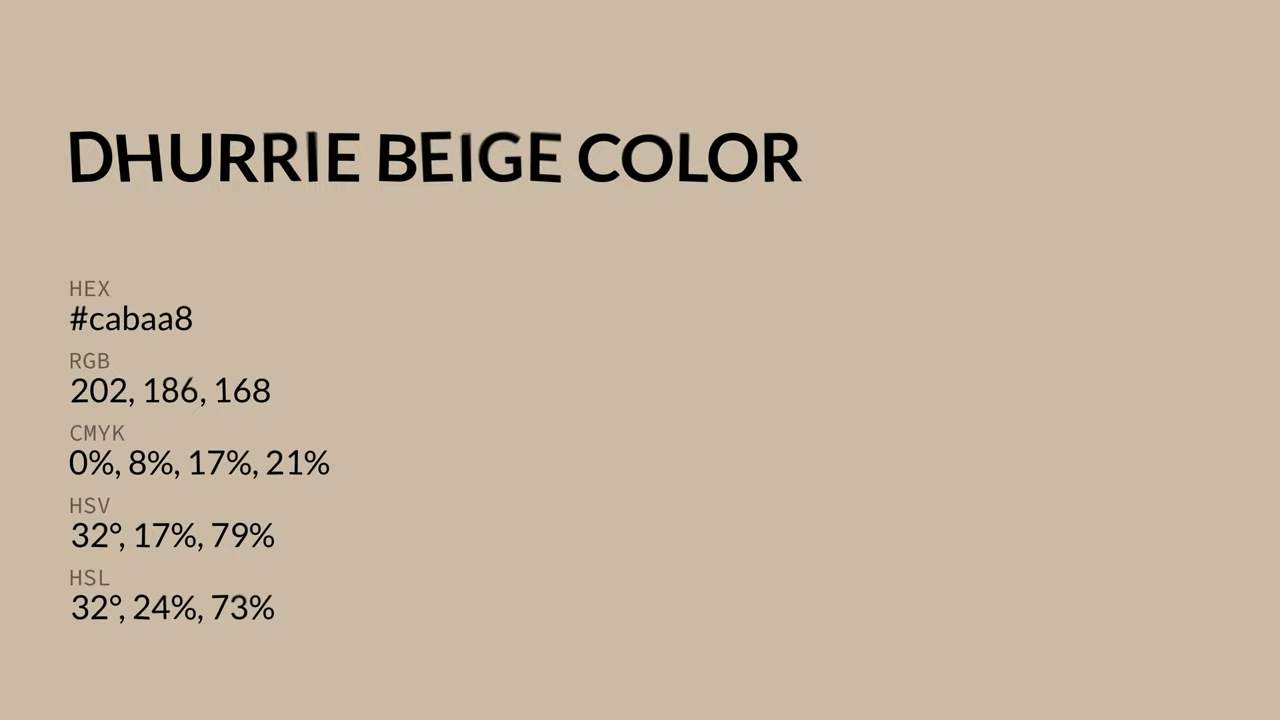 DHURRIE BEIGE COLOR
HEX
#cabaa8
RGB
202, 186, 168
CMYK
0%, 8%, 17%, 21%
HSV
32°, 17%, 79%
HSL
32°, 24%, 73%